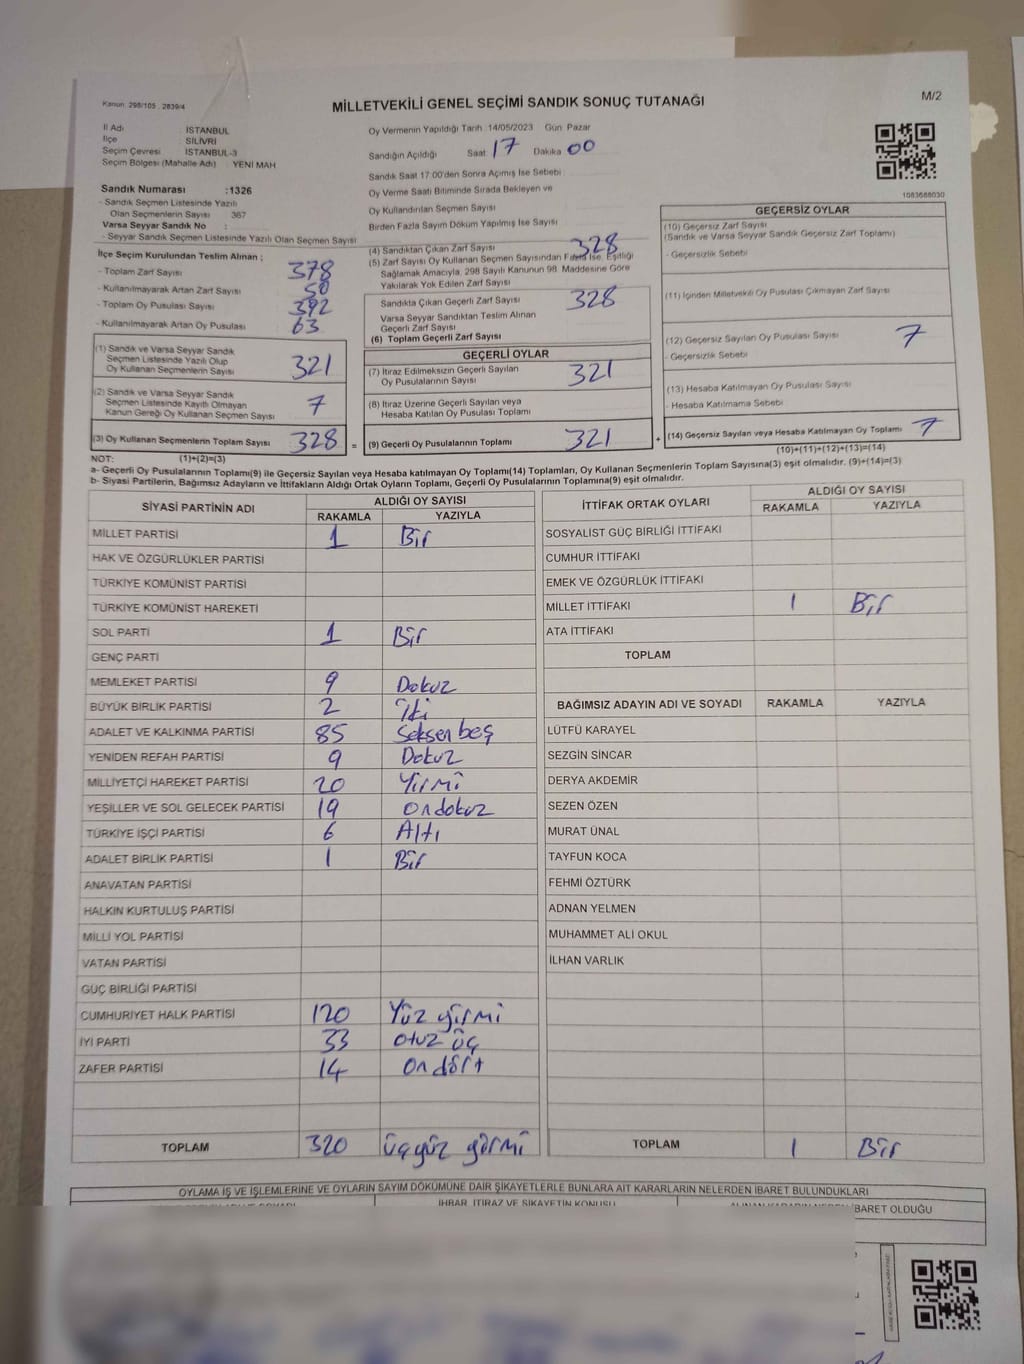 Kanun: 298/105 , 2839/4
MİLLETVEKİLİ GENEL SEÇİMİ SANDIK SONUÇ TUTANAĞI
M/2
İl Adı İSTANBUL
İlçe SİLİVRİ
Seçim Çevresi İSTANBUL-3
Seçim Bölgesi (Mahalle Adı) YENİ MAH
Sandık Numarası :1326
- Sandık Seçmen Listesinde Yazılı
Olan Seçmenlerin Sayısı 367
Varsa Seyyar Sandık No :
- Seyyar Sandık Seçmen Listesinde Yazılı Olan Seçmen Sayısı
Oy Vermenin Yapıldığı Tarih :14/05/2023 Gün Pazar
Sandığın Açıldığı Saat 17 Dakika 00
Sandık Saat 17:00'den Sonra Açımış İse Sebebi
Oy Verme Saati Bitiminde Sırada Bekleyen ve
Oy Kullandırılan Seçmen Sayısı
Birden Fazla Sayım Döküm Yapılmış İse Sayısı
1083688030
İlçe Seçim Kurulundan Teslim Alınan ;
- Toplam Zarf Sayısı 378
- Kullanılmayarak Artan Zarf Sayısı 50
- Toplam Oy Pusulası Sayısı 392
- Kullanılmayarak Artan Oy Pusulası 63
(1) Sandık ve Varsa Seyyar Sandık
Seçmen Listesinde Yazılı Olup
Oy Kullanan Seçmenlerin Sayısı 321
(2) Sandık ve Varsa Seyyar Sandık
Seçmen Listesinde Kayıtlı Olmayan
Kanun Gereği Oy Kullanan Seçmen Sayısı 7
(3) Oy Kullanan Seçmenlerin Toplam Sayısı 328 =
(4) Sandıktan Çıkan Zarf Sayısı 328
(5) Zarf Sayısı Oy Kullanan Seçmen Sayısından Fazla İse, Eşitliği
Sağlamak Amacıyla, 298 Sayılı Kanunun 98. Maddesine Göre
Yakılarak Yok Edilen Zarf Sayısı
Sandıkta Çıkan Geçerli Zarf Sayısı 328
Varsa Seyyar Sandıktan Teslim Alınan
Geçerli Zarf Sayısı
(6) Toplam Geçerli Zarf Sayısı
GEÇERLİ OYLAR
(7) İtiraz Edilmeksizin Geçerli Sayılan
Oy Pusulalarının Sayısı 321
(8) İtiraz Üzerine Geçerli Sayılan veya
Hesaba Katılan Oy Pusulası Toplamı
(9) Geçerli Oy Pusulalarının Toplamı 321 +
GEÇERSİZ OYLAR
(10) Geçersiz Zarf Sayısı
(Sandık ve Varsa Seyyar Sandık Geçersiz Zarf Toplamı)
- Geçersizlik Sebebi
(11) İçinden Milletvekili Oy Pusulası Çıkmayan Zarf Sayısı
(12) Geçersiz Sayılan Oy Pusulası Sayısı 7
- Geçersizlik Sebebi
(13) Hesaba Katılmayan Oy Pusulası Sayısı
- Hesaba Katılmama Sebebi
(14) Geçersiz Sayılan veya Hesaba Katılmayan Oy Toplamı 7
NOT: (1)+(2)=(3)
(10)+(11)+(12)+(13)=(14)
a- Geçerli Oy Pusulalarının Toplamı(9) ile Geçersiz Sayılan veya Hesaba katılmayan Oy Toplamı(14) Toplamları, Oy Kullanan Seçmenlerin Toplam Sayısına(3) eşit olmalıdır. (9)+(14)=(3)
b- Siyasi Partilerin, Bağımsız Adayların ve İttifakların Aldığı Ortak Oyların Toplamı, Geçerli Oy Pusulalarının Toplamına(9) eşit olmalıdır.
SİYASİ PARTİNİN ADI ALDIĞI OY SAYISI
RAKAMLA YAZIYLA
MİLLET PARTİSİ 1 Bir
HAK VE ÖZGÜRLÜKLER PARTİSİ
TÜRKİYE KOMÜNİST PARTİSİ
TÜRKİYE KOMÜNİST HAREKETİ
SOL PARTİ 1 Bir
GENÇ PARTİ
MEMLEKET PARTİSİ 9 Dokuz
BÜYÜK BİRLİK PARTİSİ 2 iki
ADALET VE KALKINMA PARTİSİ 85 Seksen beş
YENİDEN REFAH PARTİSİ 9 Dokuz
MİLLİYETÇİ HAREKET PARTİSİ 20 Yirmi
YEŞİLLER VE SOL GELECEK PARTİSİ 19 ondokuz
TÜRKİYE İŞÇİ PARTİSİ 6 Altı
ADALET BİRLİK PARTİSİ 1 Bir
ANAVATAN PARTİSİ
HALKIN KURTULUŞ PARTİSİ
MİLLİ YOL PARTİSİ
VATAN PARTİSİ
GÜÇ BİRLİĞİ PARTİSİ
CUMHURİYET HALK PARTİSİ 120 Yüz yirmi
İYİ PARTİ 33 otuz üç
ZAFER PARTİSİ 14 on dört
TOPLAM 320 üçyüz yirmi
İTTİFAK ORTAK OYLARI ALDIĞI OY SAYISI
RAKAMLA YAZIYLA
SOSYALİST GÜÇ BİRLİĞİ İTTİFAKI
CUMHUR İTTİFAKI
EMEK VE ÖZGÜRLÜK İTTİFAKI
MİLLET İTTİFAKI 1 Bir
ATA İTTİFAKI
TOPLAM
BAĞIMSIZ ADAYIN ADI VE SOYADI RAKAMLA YAZIYLA
LÜTFÜ KARAYEL
SEZGİN SİNCAR
DERYA AKDEMİR
SEZEN ÖZEN
MURAT ÜNAL
TAYFUN KOCA
FEHMİ ÖZTÜRK
ADNAN YELMEN
MUHAMMET ALİ OKUL
İLHAN VARLIK
TOPLAM 1 Bir
OYLAMA İŞ VE İŞLEMLERİNE VE OYLARIN SAYIM DÖKÜMÜNE DAİR ŞİKAYETLERLE BUNLARA AİT KARARLARIN NELERDEN İBARET BULUNDUKLARI
İHBAR, İTİRAZ VE ŞİKAYETİN KONUSU
İBARET OLDUĞU